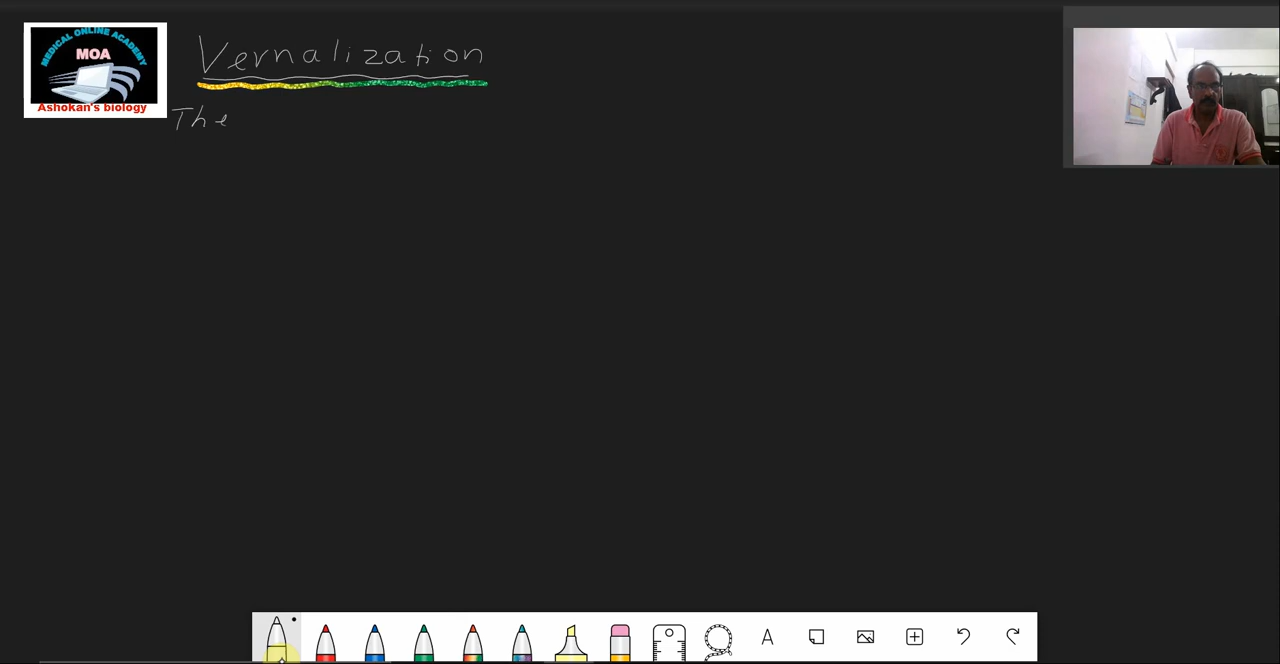 MEDICAL ONLINE ACADEMY
MOA
Ashokan's biology
Vernalization
The
A